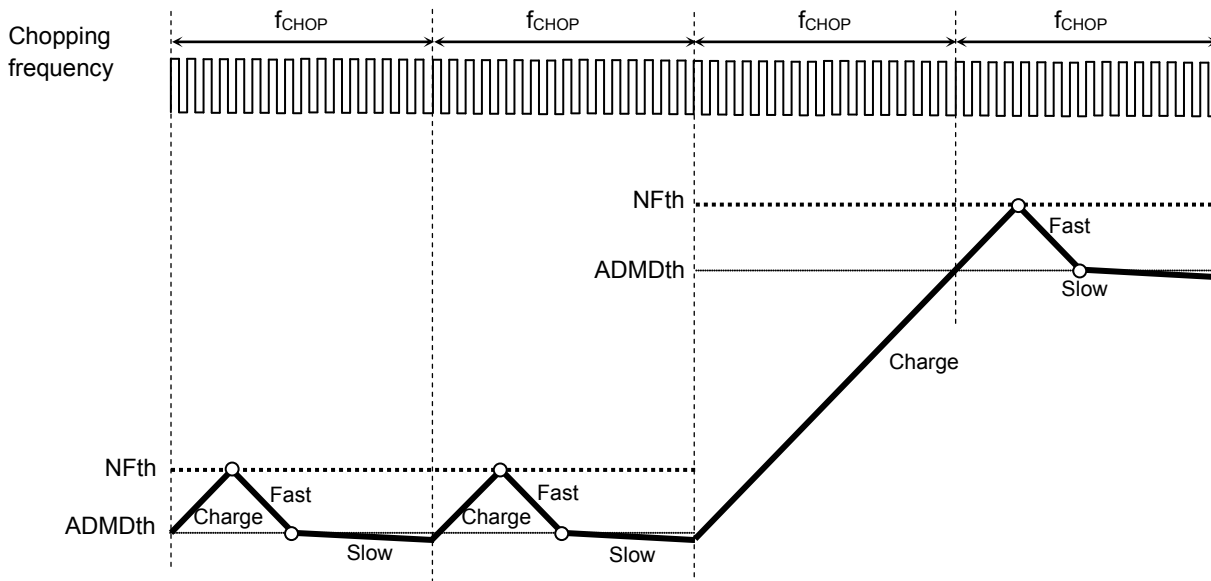 fCHOP fCHOP fCHOP fCHOP
Chopping
frequency
NFth
Fast
ADMDth
Slow
Charge
NFth
Fast Fast
Charge Charge
ADMDth
Slow Slow